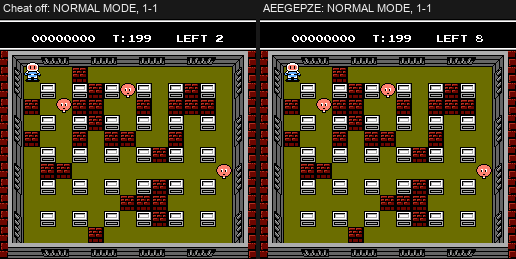 Cheat off: NORMAL MODE, 1-1
00000000 T:199 LEFT 2
AEEGEPZE: NORMAL MODE, 1-1
00000000 T:199 LEFT 8